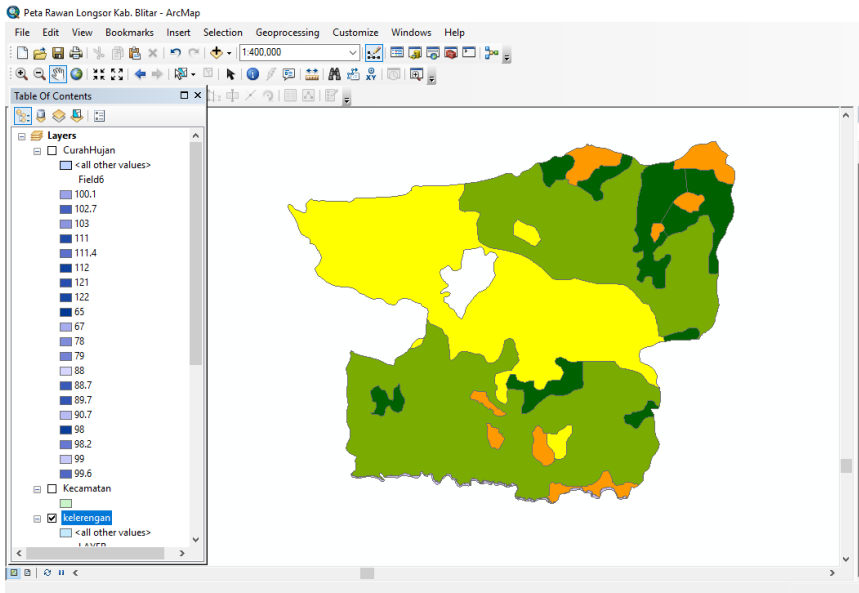 Peta Rawan Longsor Kab. Blitar - ArcMap
File Edit View Bookmarks Insert Selection Geoprocessing Customize Windows Help
1:400,000
Table Of Contents
Layers
CurahHujan
<all other values>
Field6
100.1
102.7
103
111
111.4
112
121
122
65
67
78
79
88
88.7
89.7
90.7
98
98.2
99
99.6
Kecamatan
kelerengan
<all other values>
LAYER